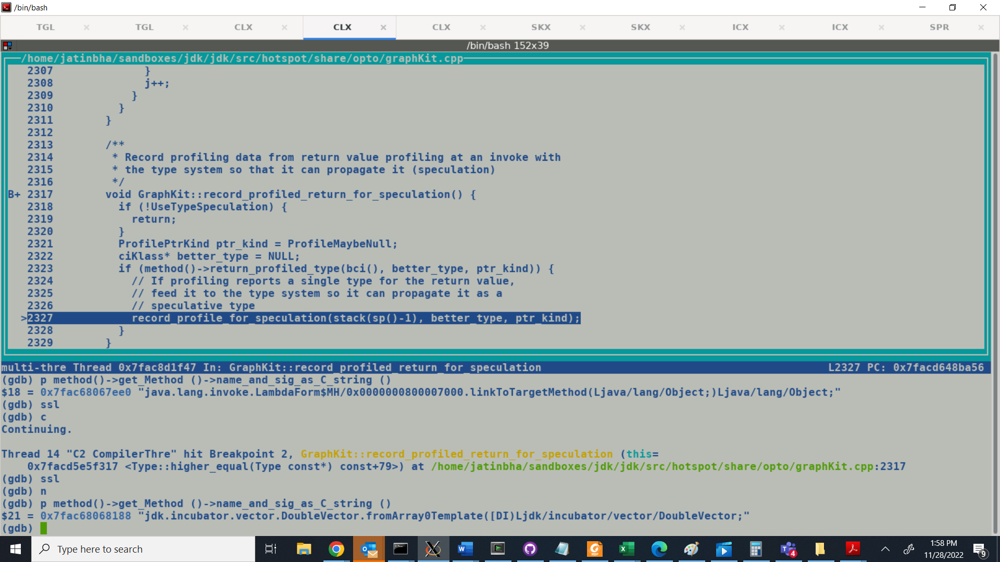 /bin/bash
TGL TGL CLX CLX CLX SKX SKX ICX ICX SPR
/bin/bash 152x39
/home/jatinbha/sandboxes/jdk/jdk/src/hotspot/share/opto/graphKit.cpp
2307 }
2308 j++;
2309 }
2310 }
2311 }
2312
2313 /**
2314 * Record profiling data from return value profiling at an invoke with
2315 * the type system so that it can propagate it (speculation)
2316 */
B+ 2317 void GraphKit::record_profiled_return_for_speculation() {
2318 if (!UseTypeSpeculation) {
2319 return;
2320 }
2321 ProfilePtrKind ptr_kind = ProfileMaybeNull;
2322 ciKlass* better_type = NULL;
2323 if (method()->return_profiled_type(bci(), better_type, ptr_kind)) {
2324 // If profiling reports a single type for the return value,
2325 // feed it to the type system so it can propagate it as a
2326 // speculative type
>2327 record_profile_for_speculation(stack(sp()-1), better_type, ptr_kind);
2328 }
2329 }
multi-thre Thread 0x7fac8d1f47 In: GraphKit::record_profiled_return_for_speculation L2327 PC: 0x7facd648ba56
(gdb) p method()->get_Method ()->name_and_sig_as_C_string ()
$18 = 0x7fac68067ee0 "java.lang.invoke.LambdaForm$MH/0x0000000800007000.linkToTargetMethod(Ljava/lang/Object;)Ljava/lang/Object;"
(gdb) ssl
(gdb) c
Continuing.
Thread 14 "C2 CompilerThre" hit Breakpoint 2, GraphKit::record_profiled_return_for_speculation (this=
0x7facd5e5f317 <Type::higher_equal(Type const*) const+79>) at /home/jatinbha/sandboxes/jdk/jdk/src/hotspot/share/opto/graphKit.cpp:2317
(gdb) ssl
(gdb) n
(gdb) p method()->get_Method ()->name_and_sig_as_C_string ()
$21 = 0x7fac68068188 "jdk.incubator.vector.DoubleVector.fromArray0Template([DI)Ljdk/incubator/vector/DoubleVector;"
(gdb)
Type here to search
1:58 PM
11/28/2022
4
9